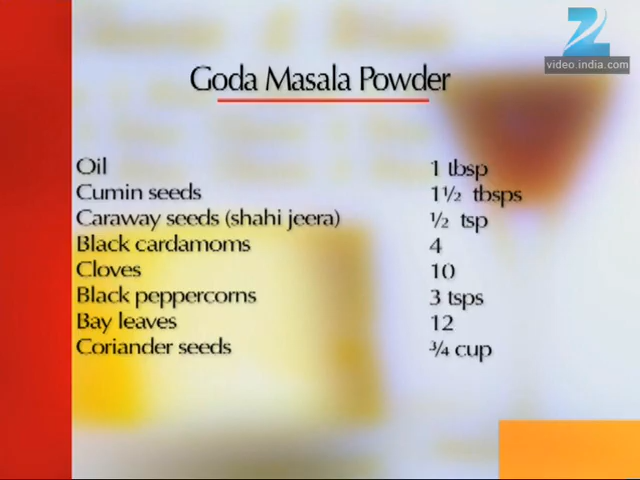 Z
video.india.com
Goda Masala Powder
Oil 1 tbsp
Cumin seeds 1½ tbsps
Caraway seeds (shahi jeera) ½ tsp
Black cardamoms 4
Cloves 10
Black peppercorns 3 tsps
Bay leaves 12
Coriander seeds ¾ cup